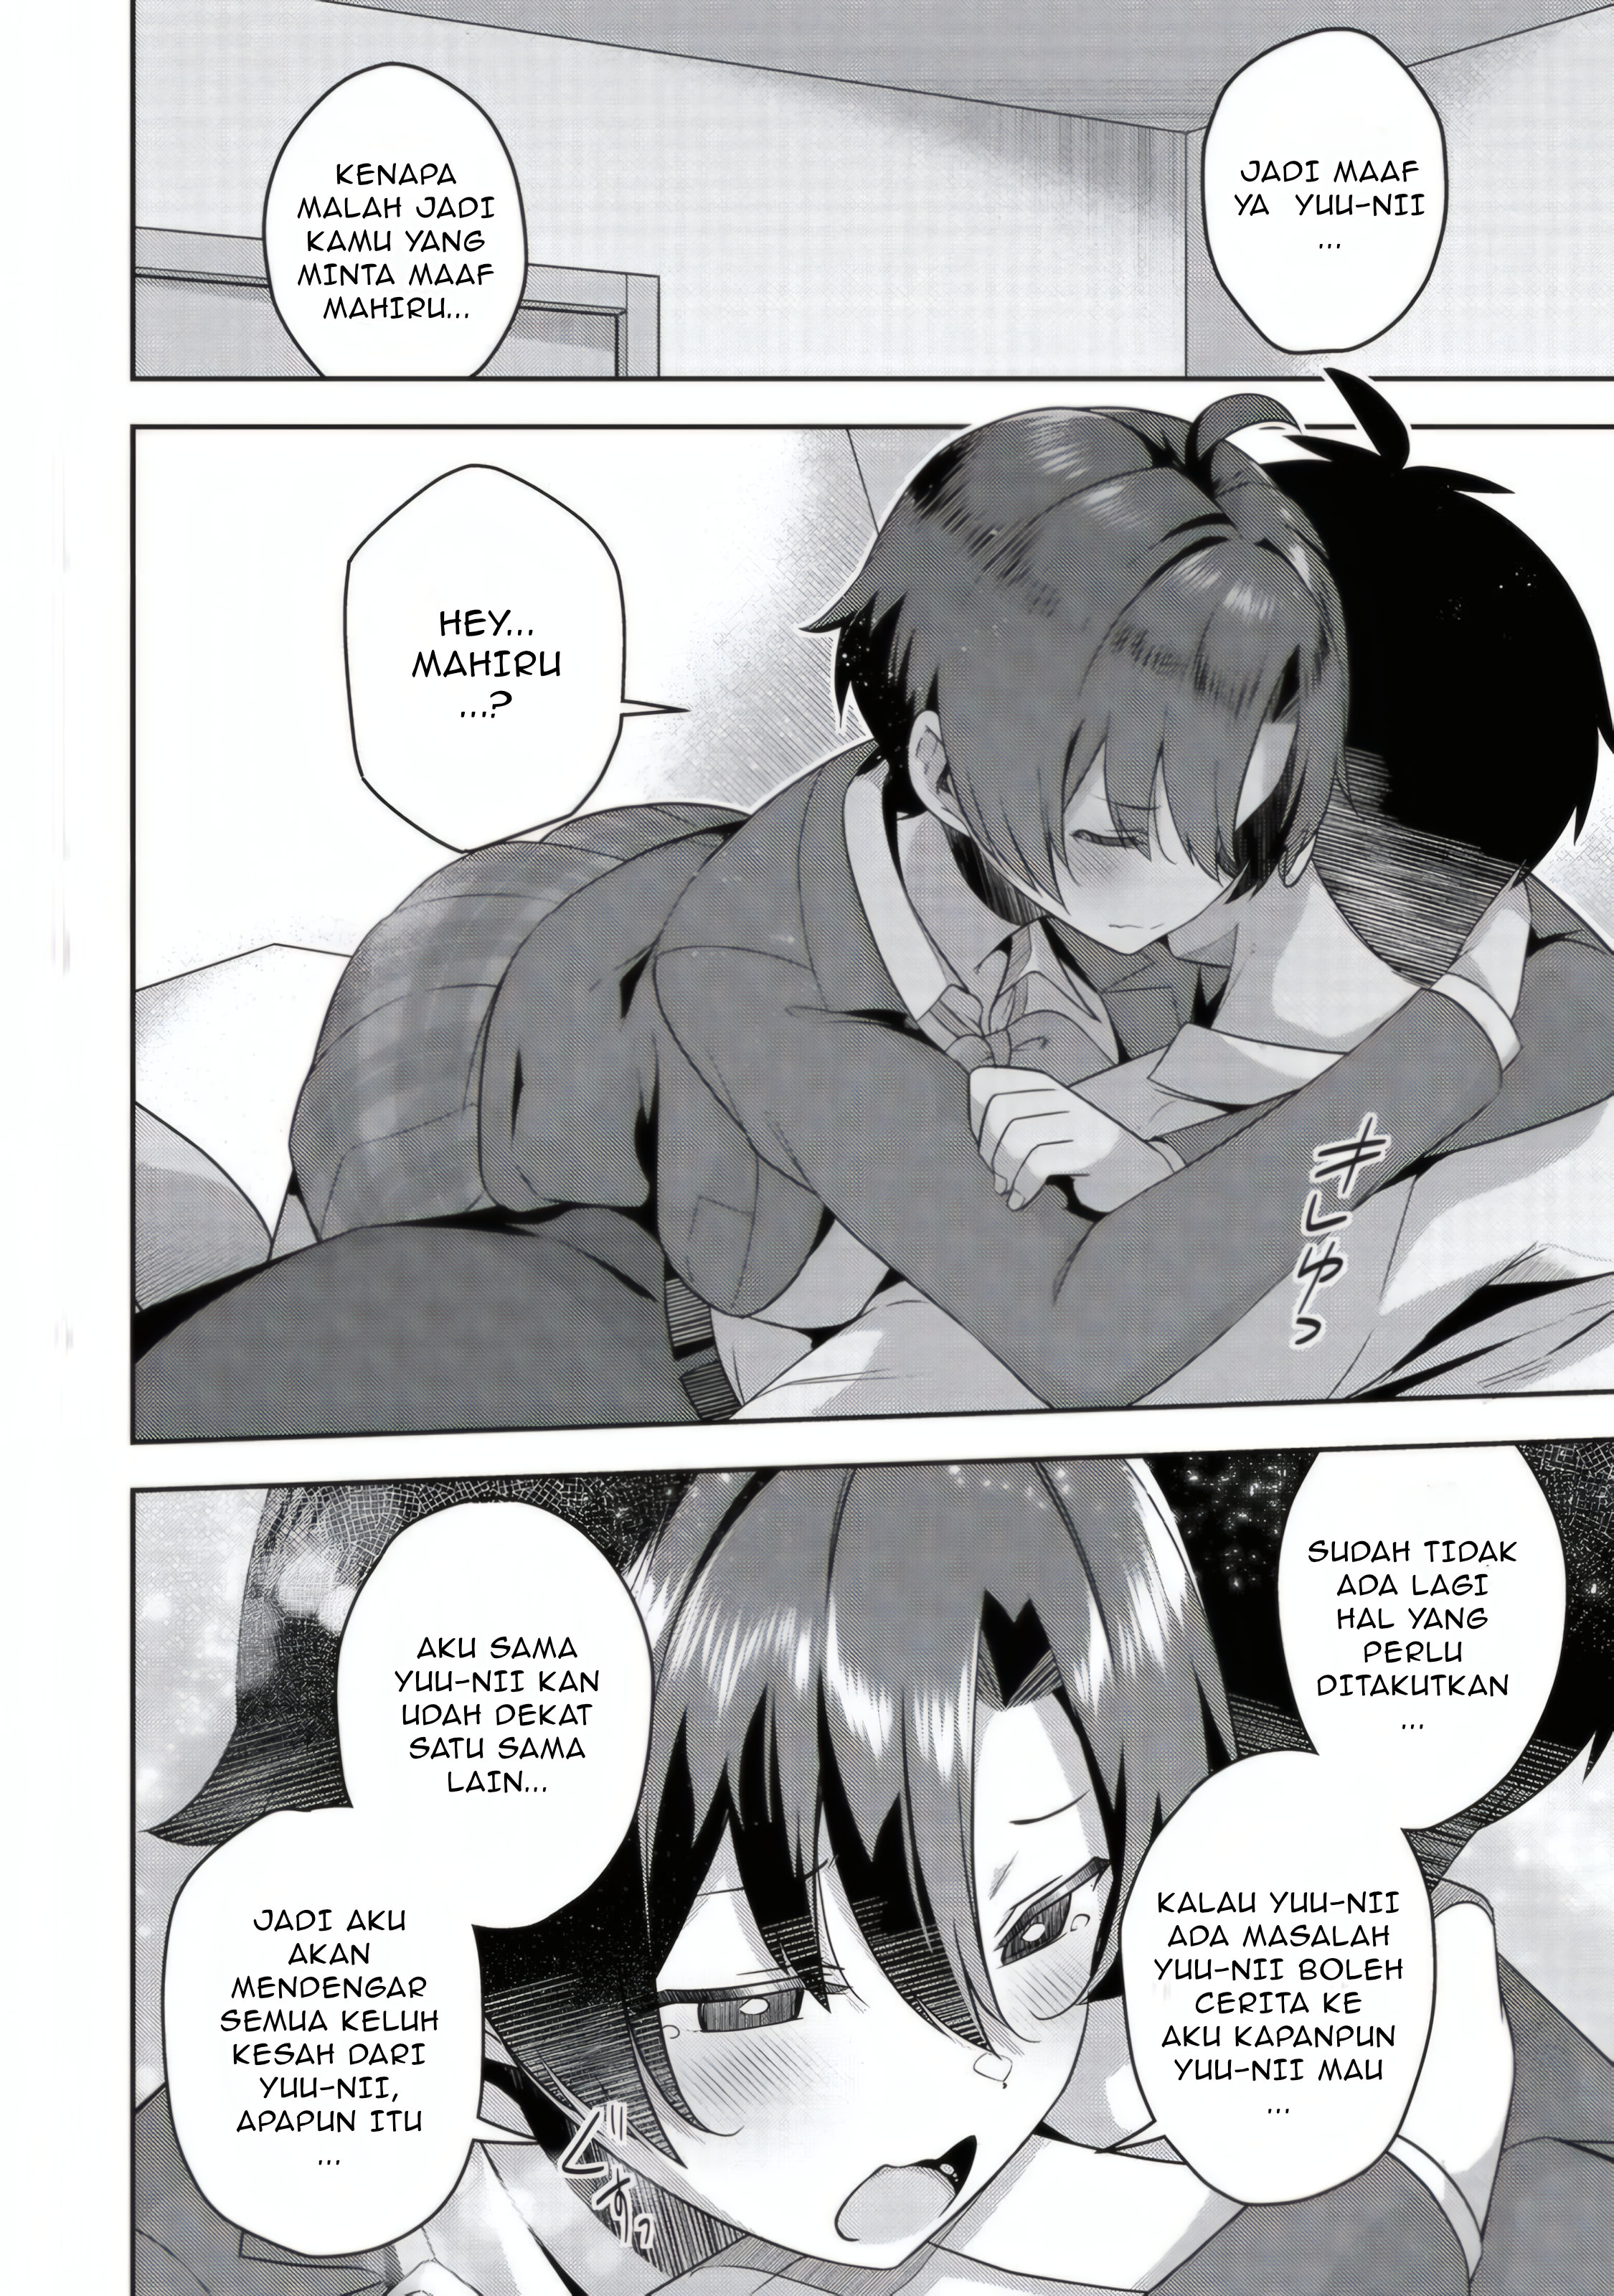 JADI MAAF
YA YUU-NII
...
KENAPA
MALAH JADI
KAMU YANG
MINTA MAAF
MAHIRU...
HEY...
MAHIRU
...?
キしゅっ
SUDAH TIDAK
ADA LAGI
HAL YANG
PERLU
DITAKUTKAN
...
KALAU YUU-NII
ADA MASALAH
YUU-NII BOLEH
CERITA KE
AKU KAPANPUN
YUU-NII MAU
...
AKU SAMA
YUU-NII KAN
UDAH DEKAT
SATU SAMA
LAIN...
JADI AKU
AKAN
MENDENGAR
SEMUA KELUH
KESAH DARI
YUU-NII,
APAPUN ITU
...